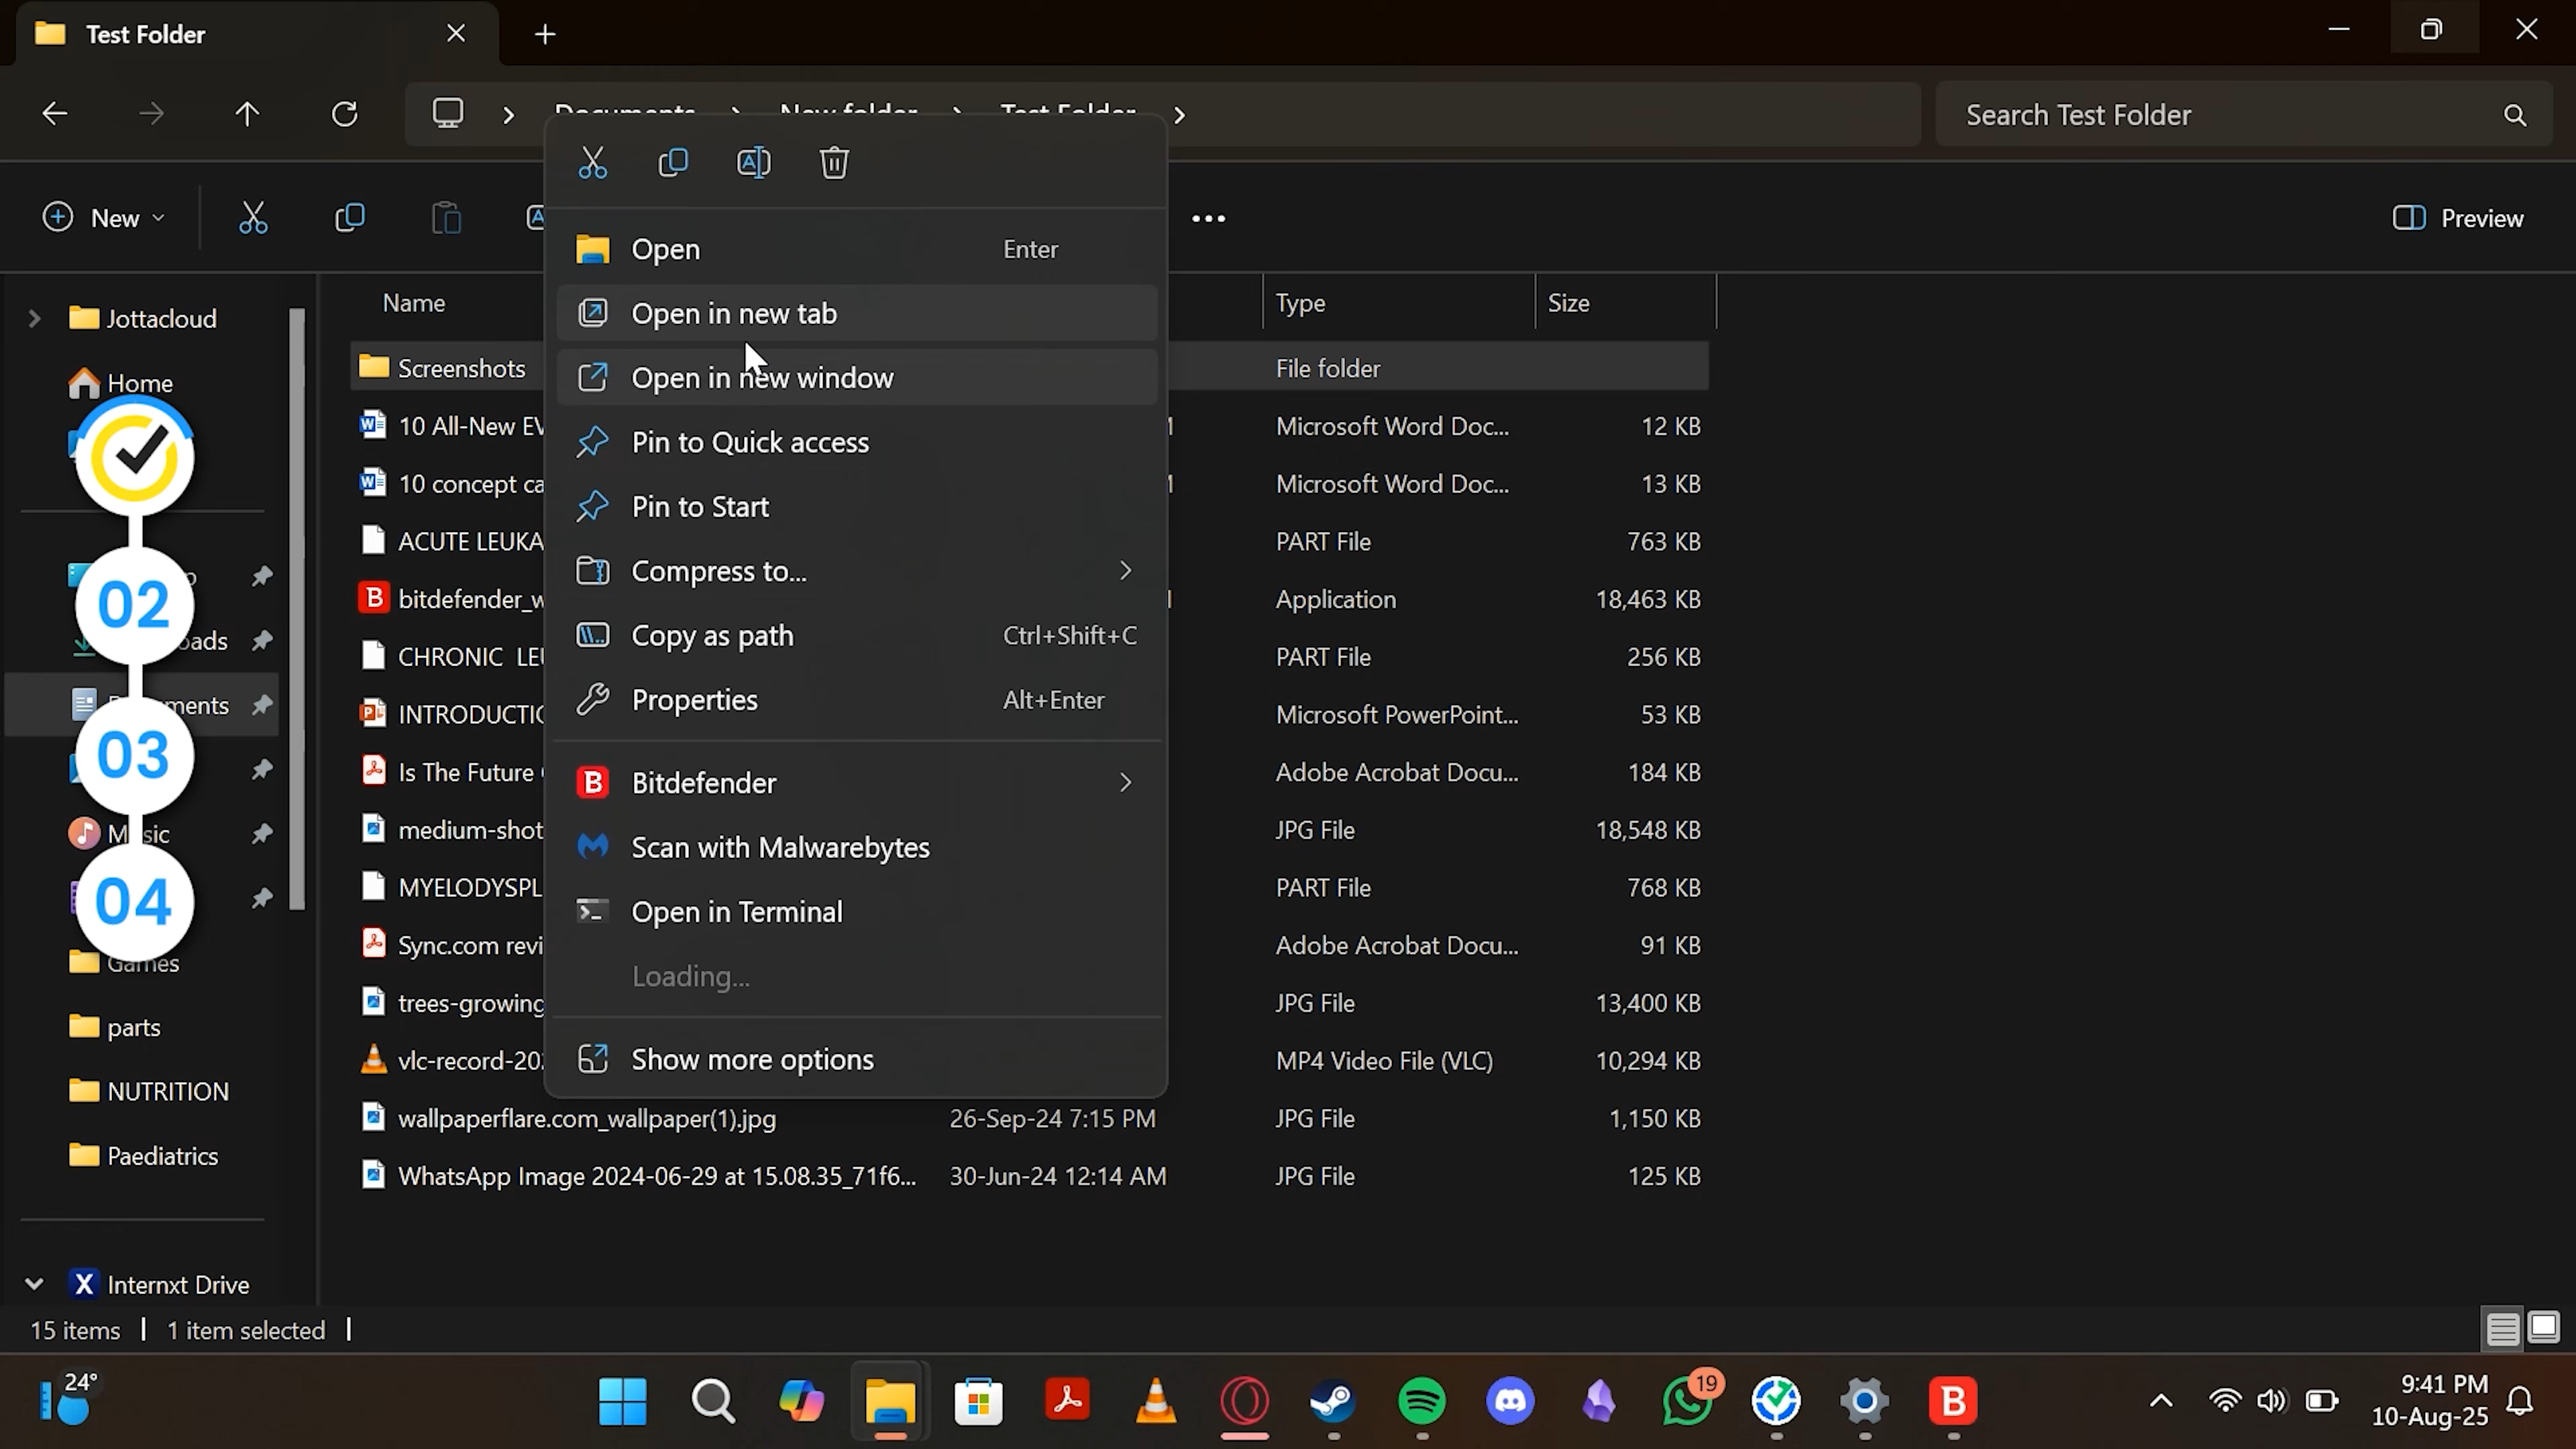 Test Folder
Search Test Folder
New
Preview
Name
Type
Size
Open Enter
Open in new tab
Open in new window
Pin to Quick access
Pin to Start
Compress to...
Copy as path Ctrl+Shift+C
Properties Alt+Enter
Bitdefender
Scan with Malwarebytes
Open in Terminal
Loading...
Show more options
Jottacloud
Home
Music
Games
parts
NUTRITION
Paediatrics
Internxt Drive
02
03
04
Screenshots File folder
10 All-New Microsoft Word Doc... 12 KB
10 concept Microsoft Word Doc... 13 KB
ACUTE LEUKA PART File 763 KB
bitdefender_w Application 18,463 KB
CHRONIC LEU PART File 256 KB
INTRODUCTIO Microsoft PowerPoint... 53 KB
Is The Future Adobe Acrobat Docu... 184 KB
medium-shot JPG File 18,548 KB
MYELODYSPL PART File 768 KB
Sync.com revi Adobe Acrobat Docu... 91 KB
trees-growing JPG File 13,400 KB
vlc-record-20 MP4 Video File (VLC) 10,294 KB
wallpaperflare.com_wallpaper(1).jpg 26-Sep-24 7:15 PM JPG File 1,150 KB
WhatsApp Image 2024-06-29 at 15.08.35_71f6... 30-Jun-24 12:14 AM JPG File 125 KB
15 items 1 item selected
24°
19
9:41 PM
10-Aug-25